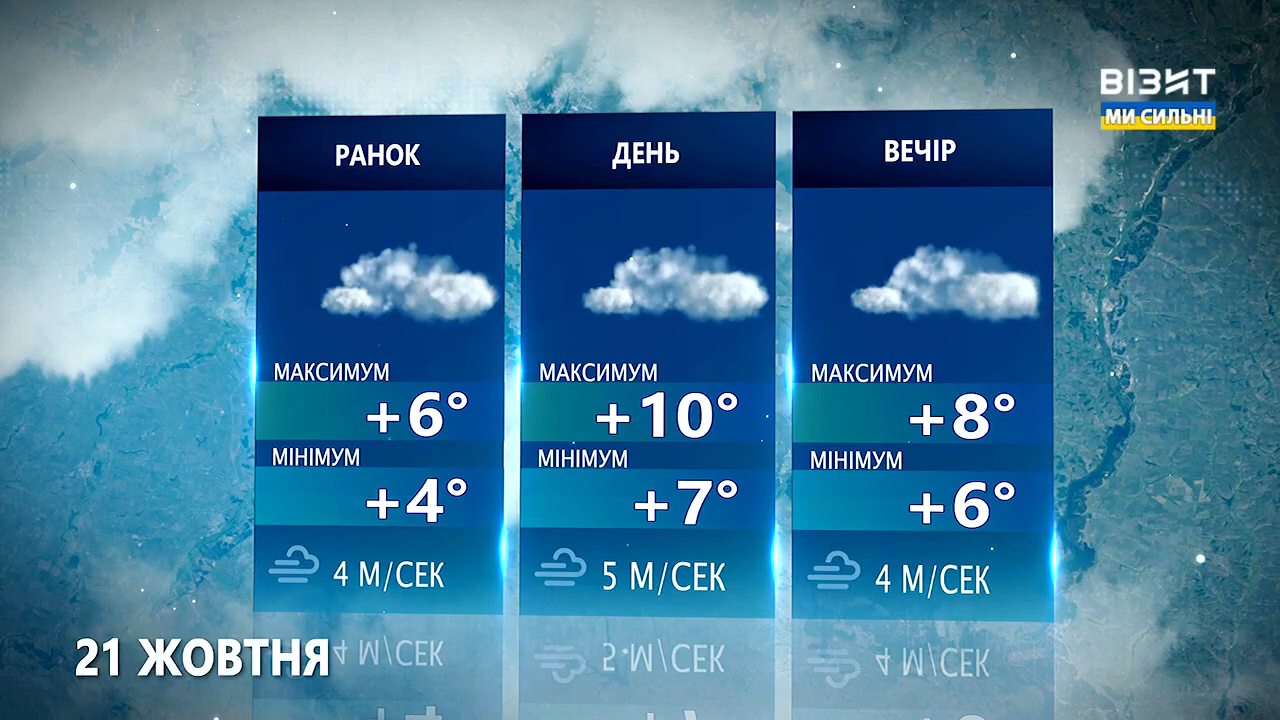 ВІЗИТ
МИ СИЛЬНІ
РАНОК
МАКСИМУМ
+6°
МІНІМУМ
+4°
4 М/СЕК
ДЕНЬ
МАКСИМУМ
+10°
МІНІМУМ
+7°
5 М/СЕК
ВЕЧІР
МАКСИМУМ
+8°
МІНІМУМ
+6°
4 М/СЕК
21 ЖОВТНЯ